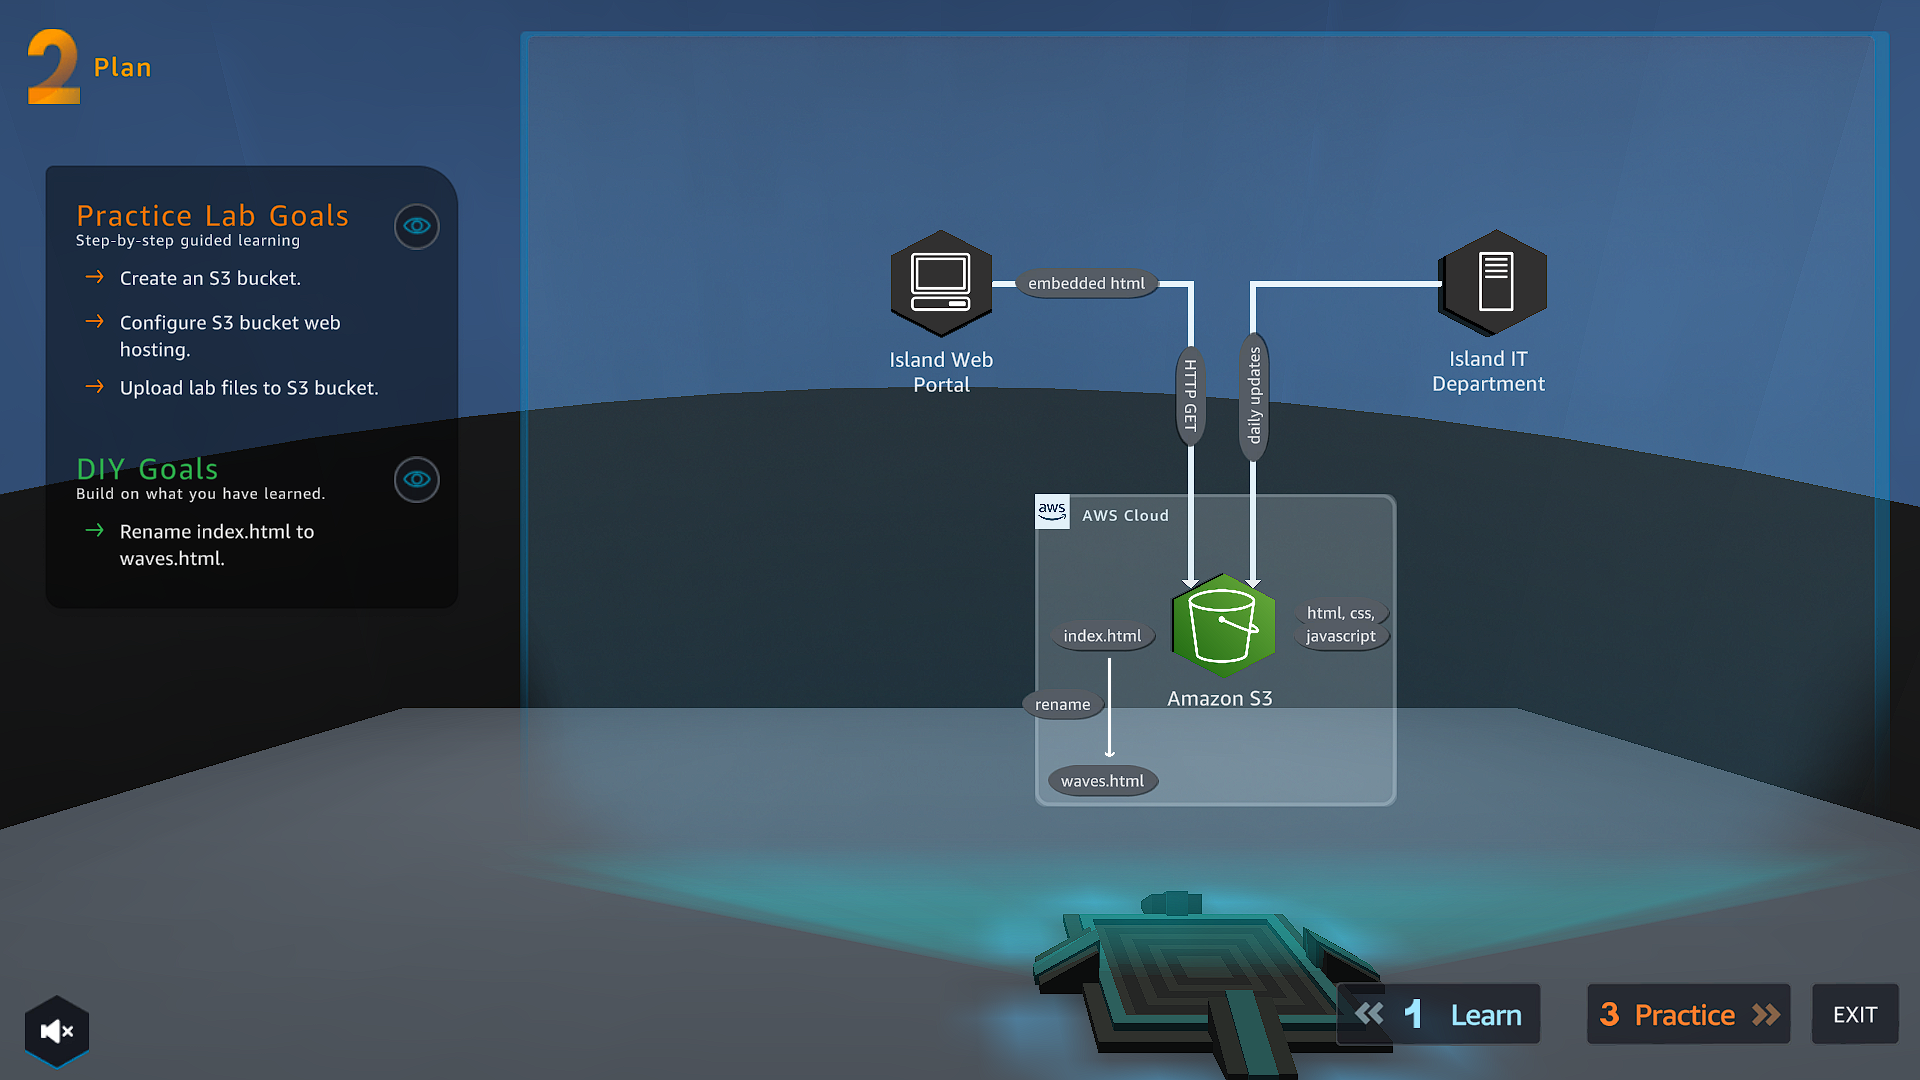 2 Plan
Practice Lab Goals
Step-by-step guided learning
Create an S3 bucket.
Configure S3 bucket web
hosting.
Upload lab files to S3 bucket.
DIY Goals
Build on what you have learned.
Rename index.html to
waves.html.
embedded html
Island Web
Portal
Island IT
Department
HTTP GET
daily updates
aws
AWS Cloud
html, css,
javascript
index.html
Amazon S3
rename
waves.html
1 Learn
3 Practice
EXIT